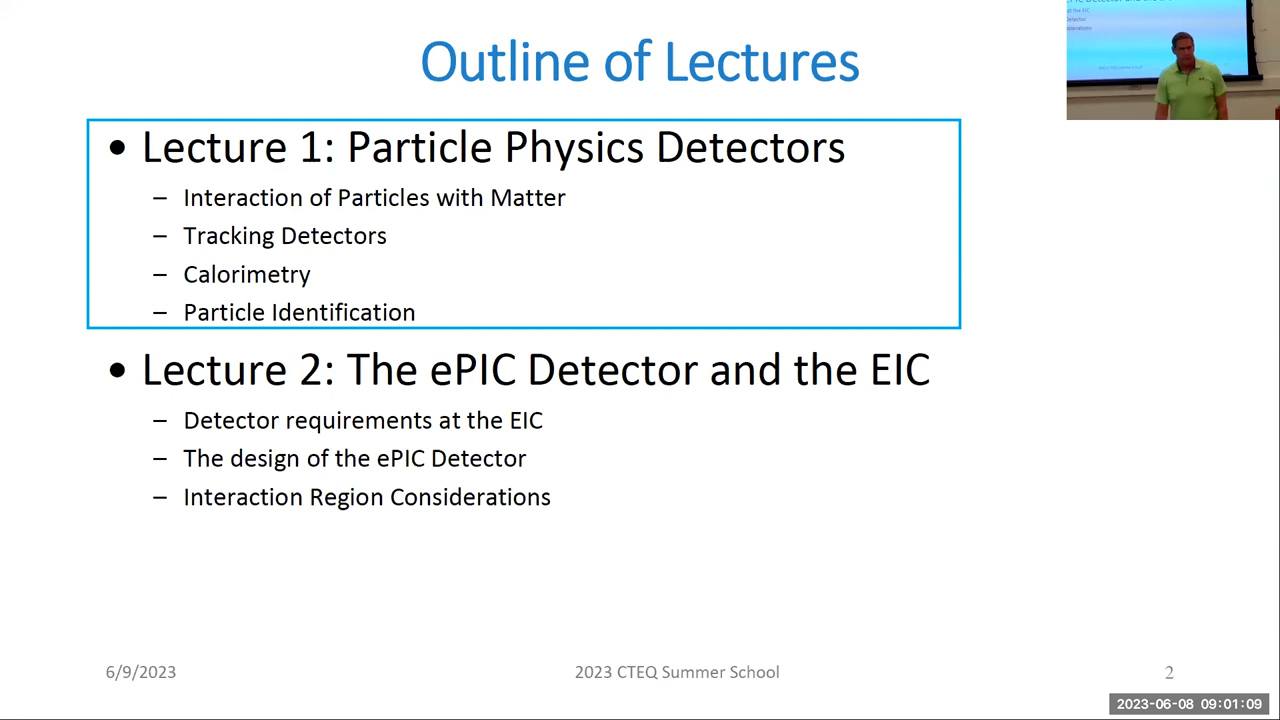 Outline of Lectures
• Lecture 1: Particle Physics Detectors
– Interaction of Particles with Matter
– Tracking Detectors
– Calorimetry
– Particle Identification
• Lecture 2: The ePIC Detector and the EIC
– Detector requirements at the EIC
– The design of the ePIC Detector
– Interaction Region Considerations
6/9/2023
2023 CTEQ Summer School
2
2023-06-08 09:01:09